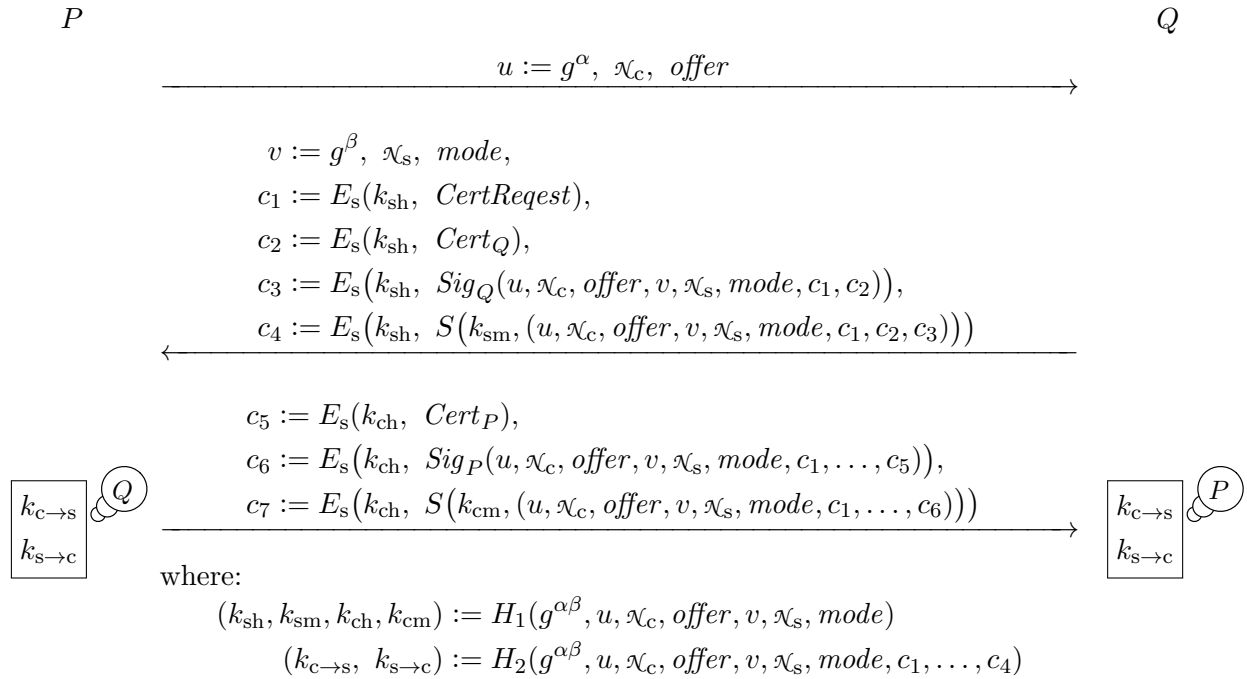 P Q
u := g^α, 𝒩_c, offer
v := g^β, 𝒩_s, mode,
c_1 := E_s(k_sh, CertReqest),
c_2 := E_s(k_sh, Cert_Q),
c_3 := E_s(k_sh, Sig_Q(u, 𝒩_c, offer, v, 𝒩_s, mode, c_1, c_2)),
c_4 := E_s(k_sh, S(k_sm, (u, 𝒩_c, offer, v, 𝒩_s, mode, c_1, c_2, c_3)))
c_5 := E_s(k_ch, Cert_P),
c_6 := E_s(k_ch, Sig_P(u, 𝒩_c, offer, v, 𝒩_s, mode, c_1, …, c_5)),
c_7 := E_s(k_ch, S(k_cm, (u, 𝒩_c, offer, v, 𝒩_s, mode, c_1, …, c_6)))
Q
k_c→s
k_s→c
P
k_c→s
k_s→c
where:
(k_sh, k_sm, k_ch, k_cm) := H_1(g^αβ, u, 𝒩_c, offer, v, 𝒩_s, mode)
(k_c→s, k_s→c) := H_2(g^αβ, u, 𝒩_c, offer, v, 𝒩_s, mode, c_1, …, c_4)